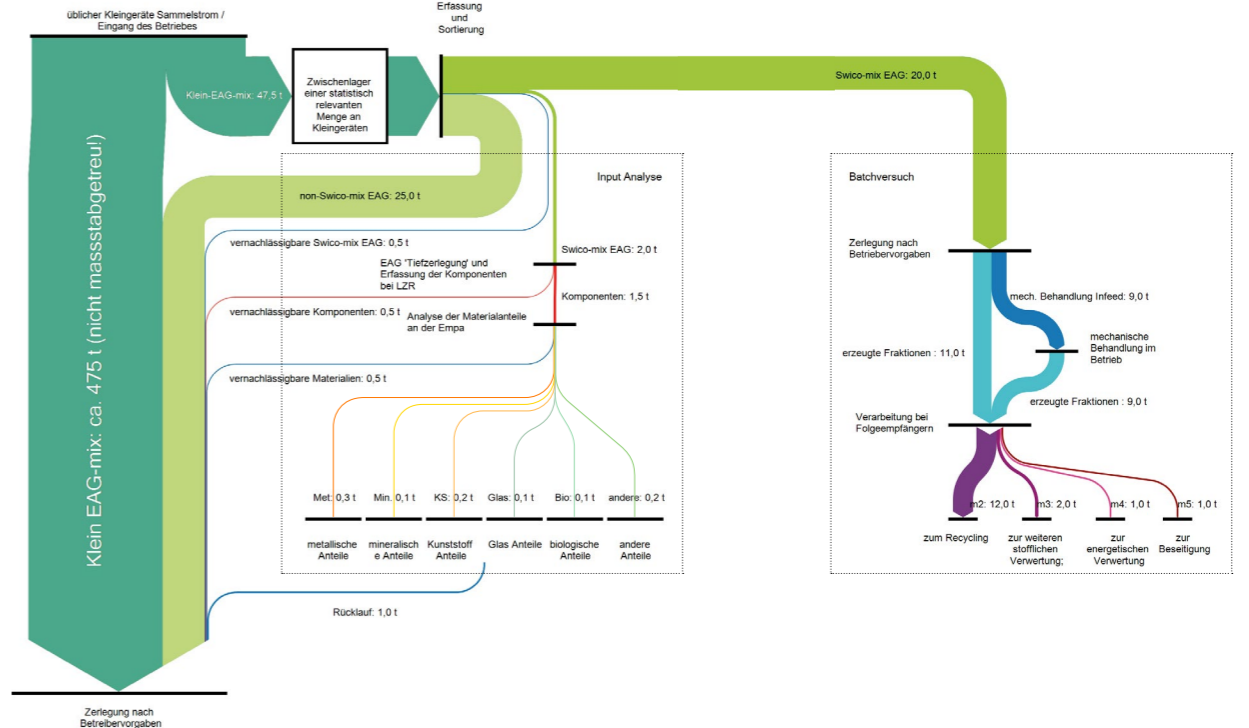 üblicher Kleingeräte Sammelstrom /
Eingang des Betriebes
Erfassung
und
Sortierung
Klein-EAG-mix: 47,5 t
Zwischenlager
einer statistisch
relevanten
Menge an
Kleingeräten
Swico-mix EAG: 20,0 t
Klein EAG-mix: ca. 475 t (nicht massstabgetreu!)
Input Analyse
Batchversuch
non-Swico-mix EAG: 25,0 t
vernachlässigbare Swico-mix EAG: 0,5 t
Swico-mix EAG: 2,0 t
EAG 'Tiefzerlegung' und
Erfassung der Komponenten
bei LZR
Komponenten: 1,5 t
vernachlässigbare Komponenten: 0,5 t
Analyse der Materialanteile
an der Empa
vernachlässigbare Materialien: 0,5 t
Met: 0,3 t
Min. 0,1 t
KS: 0,2 t
Glas: 0,1 t
Bio: 0,1 t
andere: 0,2 t
metallische
Anteile
mineralisch
e Anteile
Kunststoff
Anteile
Glas Anteile
biologische
Anteile
andere
Anteile
Rücklauf: 1,0 t
Zerlegung nach
Betreibervorgaben
Zerlegung nach
Betriebervorgaben
mech. Behandlung Infeed: 9,0 t
mechanische
Behandlung im
Betrieb
erzeugte Fraktionen : 11,0 t
erzeugte Fraktionen : 9,0 t
Verarbeitung bei
Folgeempfängern
m2: 12,0 t
m3: 2,0 t
m4: 1,0 t
m5: 1,0 t
zum Recycling
zur weiteren
stofflichen
Verwertung;
zur
energetischen
Verwertung
zur
Beseitigung